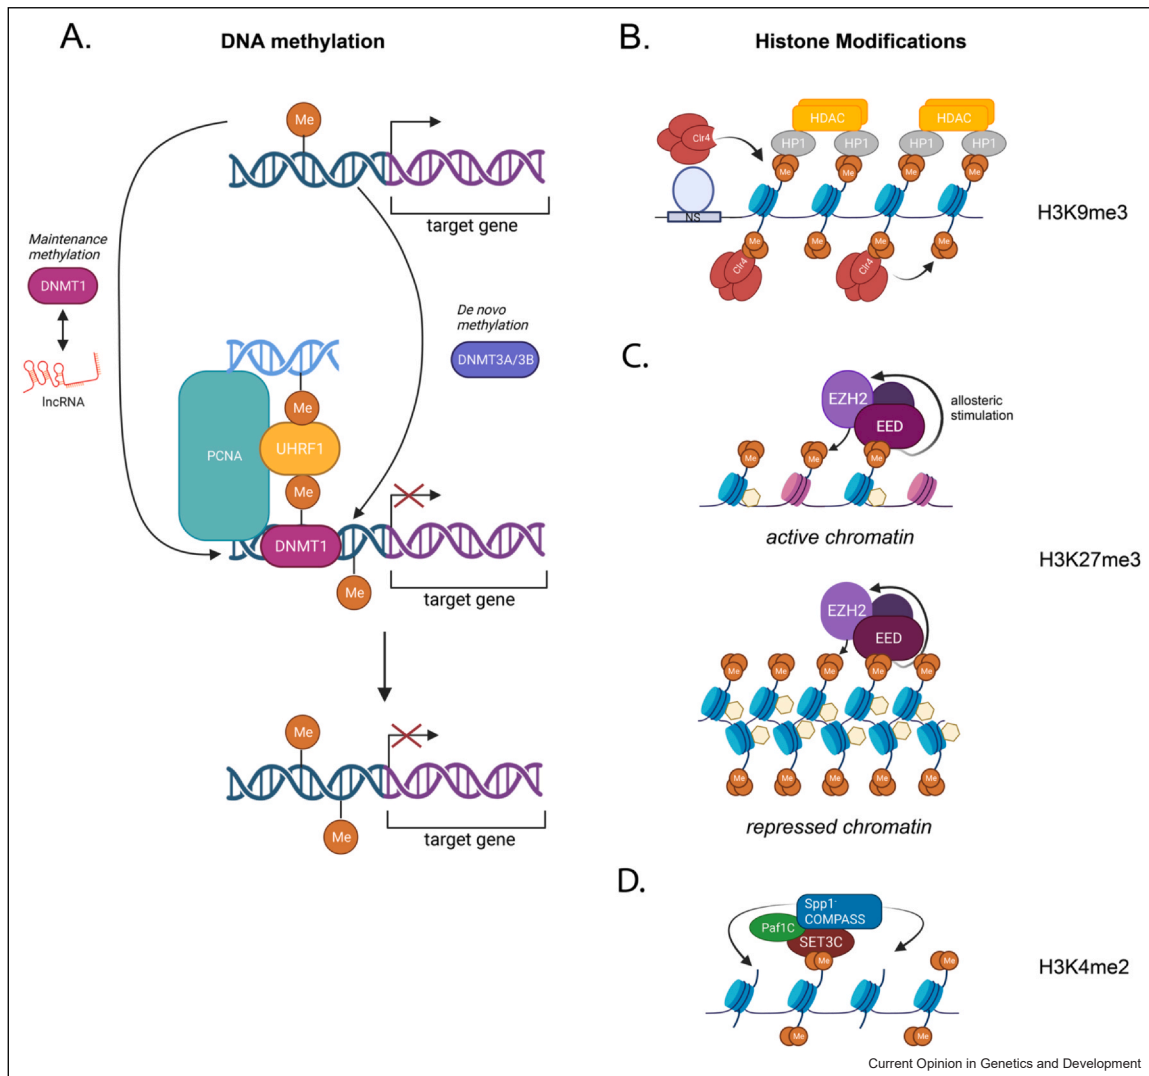 A.
DNA methylation
Me
target gene
Maintenance
methylation
DNMT1
lncRNA
De novo
methylation
DNMT3A/3B
Me
UHRF1
PCNA
Me
DNMT1
Me
target gene
Me
Me
target gene
B.
Histone Modifications
HDAC
HDAC
Clr4
HP1
HP1
HP1
HP1
Me
Me
Me
Me
NS
H3K9me3
Me
Me
Me
Me
Clr4
Clr4
C.
EZH2
EED
allosteric
stimulation
Me
Me
Me
active chromatin
H3K27me3
EZH2
EED
Me
Me
Me
Me
Me
Me
Me
Me
Me
Me
repressed chromatin
D.
Spp1-
COMPASS
Paf1C
SET3C
Me
Me
H3K4me2
Me
Me
Current Opinion in Genetics and Development